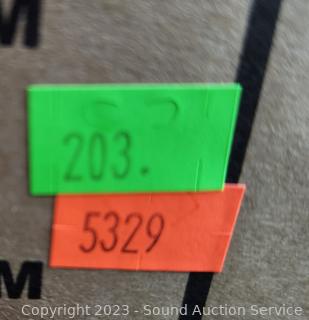 M
203.
5329
M
Copyright 2023 - Sound Auction Service